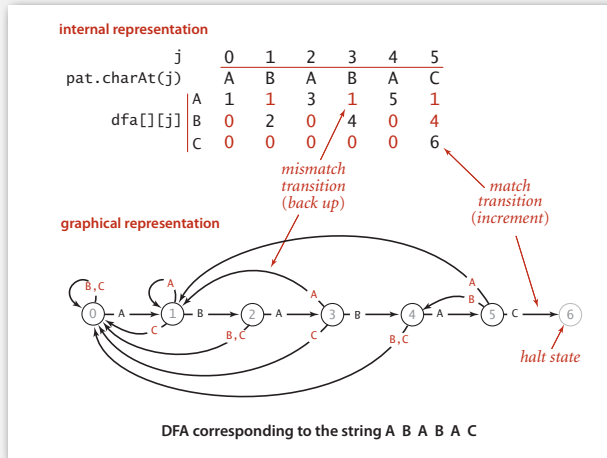 internal representation
j 0 1 2 3 4 5
pat.charAt(j) A B A B A C
A 1 1 3 1 5 1
dfa[][j] B 0 2 0 4 0 4
C 0 0 0 0 0 6
mismatch
transition
(back up)
match
transition
(increment)
graphical representation
B,C A A A B
0 A 1 B 2 A 3 B 4 A 5 C 6
C B,C C B,C
halt state
DFA corresponding to the string A B A B A C